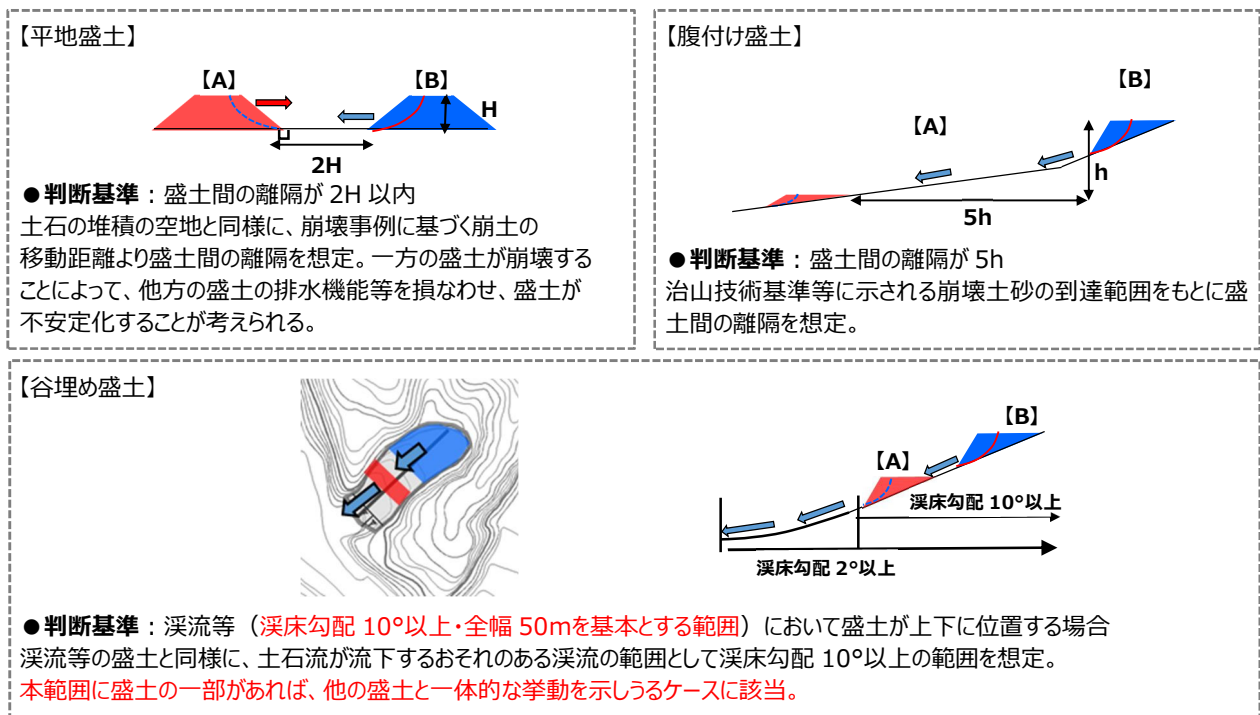 【平地盛土】
【A】
【B】
H
2H
●判断基準：盛土間の離隔が 2H 以内
土石の堆積の空地と同様に、崩壊事例に基づく崩土の
移動距離より盛土間の離隔を想定。一方の盛土が崩壊する
ことによって、他方の盛土の排水機能等を損なわせ、盛土が
不安定化することが考えられる。
【腹付け盛土】
【B】
【A】
h
5h
●判断基準：盛土間の離隔が 5h
治山技術基準等に示される崩壊土砂の到達範囲をもとに盛
土間の離隔を想定。
【谷埋め盛土】
【B】
【A】
渓床勾配 10°以上
渓床勾配 2°以上
●判断基準：渓流等（渓床勾配 10°以上・全幅 50mを基本とする範囲）において盛土が上下に位置する場合
渓流等の盛土と同様に、土石流が流下するおそれのある渓流の範囲として渓床勾配 10°以上の範囲を想定。
本範囲に盛土の一部があれば、他の盛土と一体的な挙動を示しうるケースに該当。